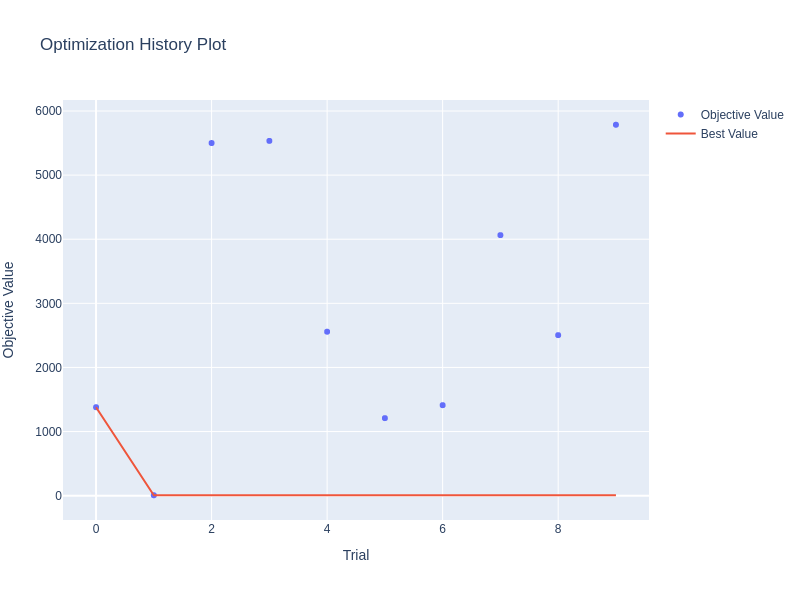 Optimization History Plot
Objective Value
Best Value
6000
5000
4000
3000
2000
1000
0
Objective Value
0 2 4 6 8
Trial